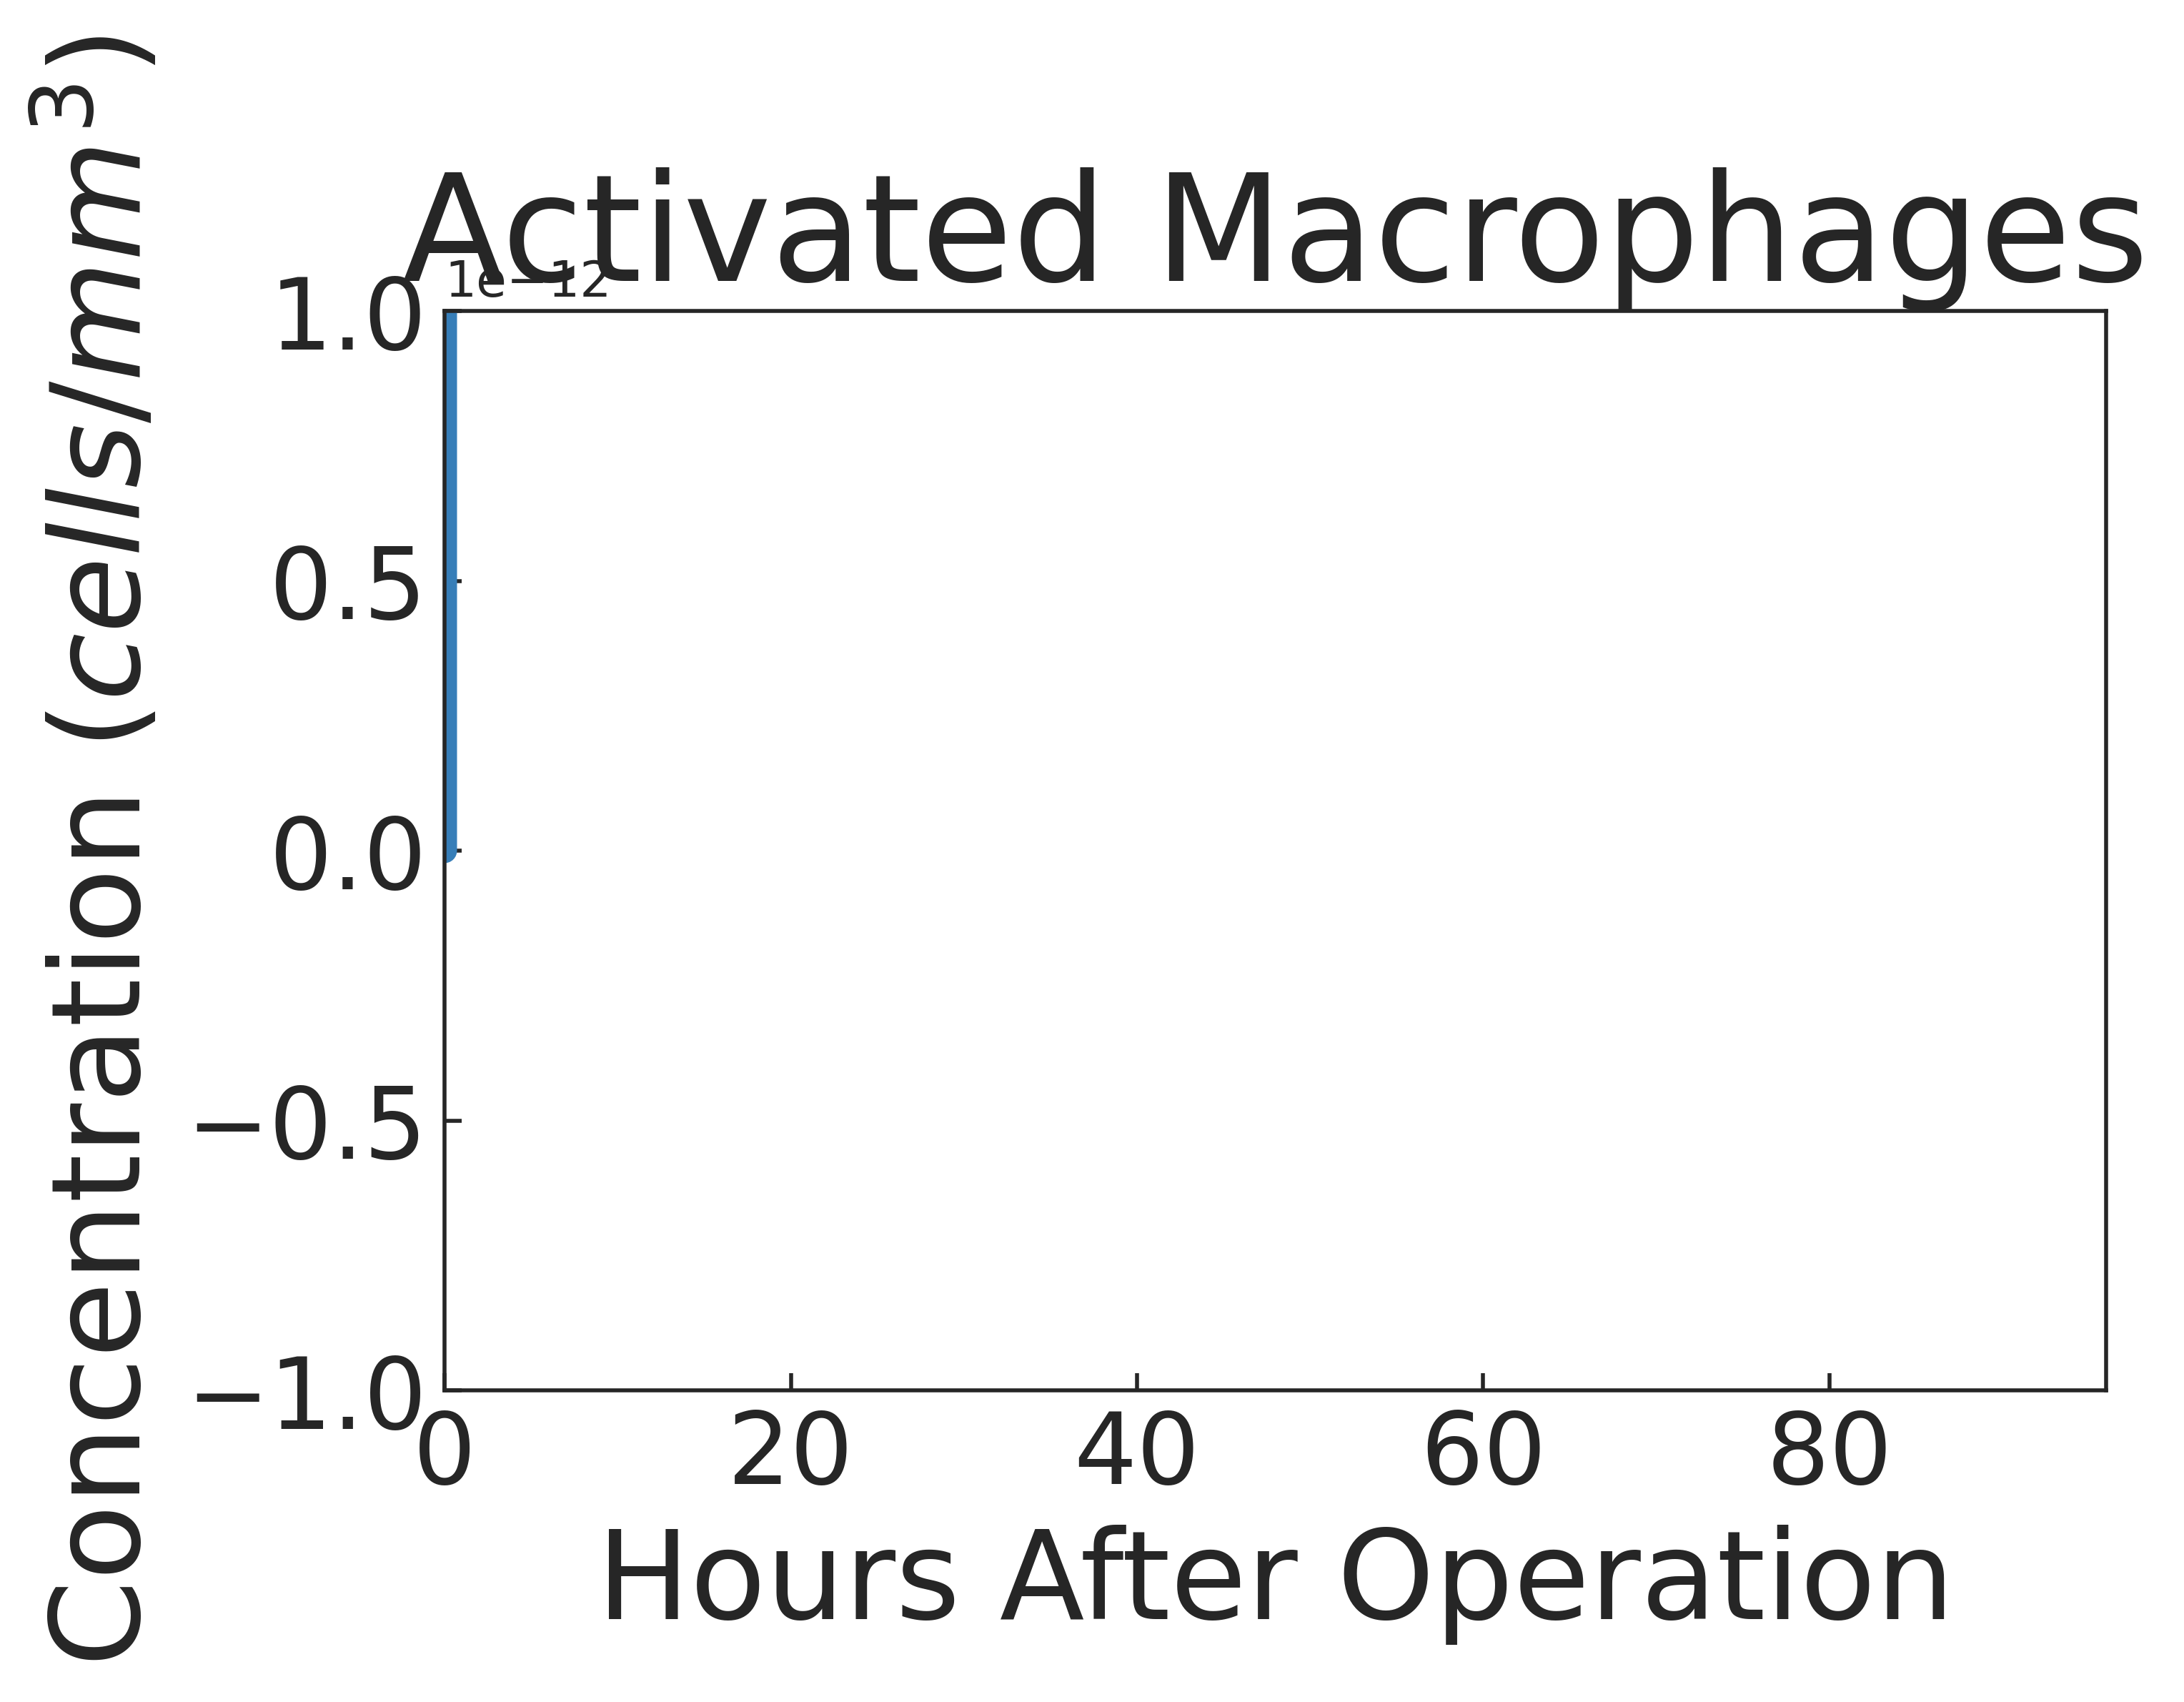 Activated Macrophages
1e−12
Concentration (cells/mm³)
1.0
0.5
0.0
−0.5
−1.0
0 20 40 60 80
Hours After Operation